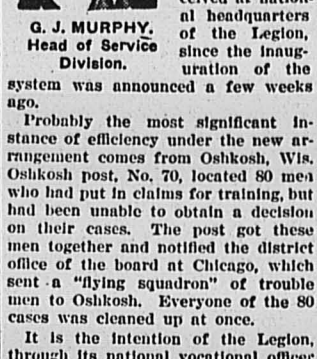 al headquarters
G. J. MURPHY.
of the Legion,
Head of Service
since the inaug-
Division.
uration of the
system was announced a few weeks
ago.
Probably the most significant in-
stance of efficiency under the new ar-
rangement comes from Oshkosh, Wis.
Oshkosh post, No. 70, located 80 men
who had put in claims for training, but
had been unable to obtain a decision
on their cases. The post got these
men together and notified the district
office of the board at Chicago, which
sent a "flying squadron" of trouble
men to Oshkosh. Everyone of the 80
cases was cleaned up at once.
It is the intention of the Legion,
through its national vocational officer